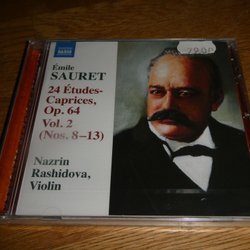 NAXOS
Émile
SAURET
24 Études-
Caprices,
Op. 64
Vol. 2
(Nos. 8–13)
Nazrin
Rashidova,
Violin